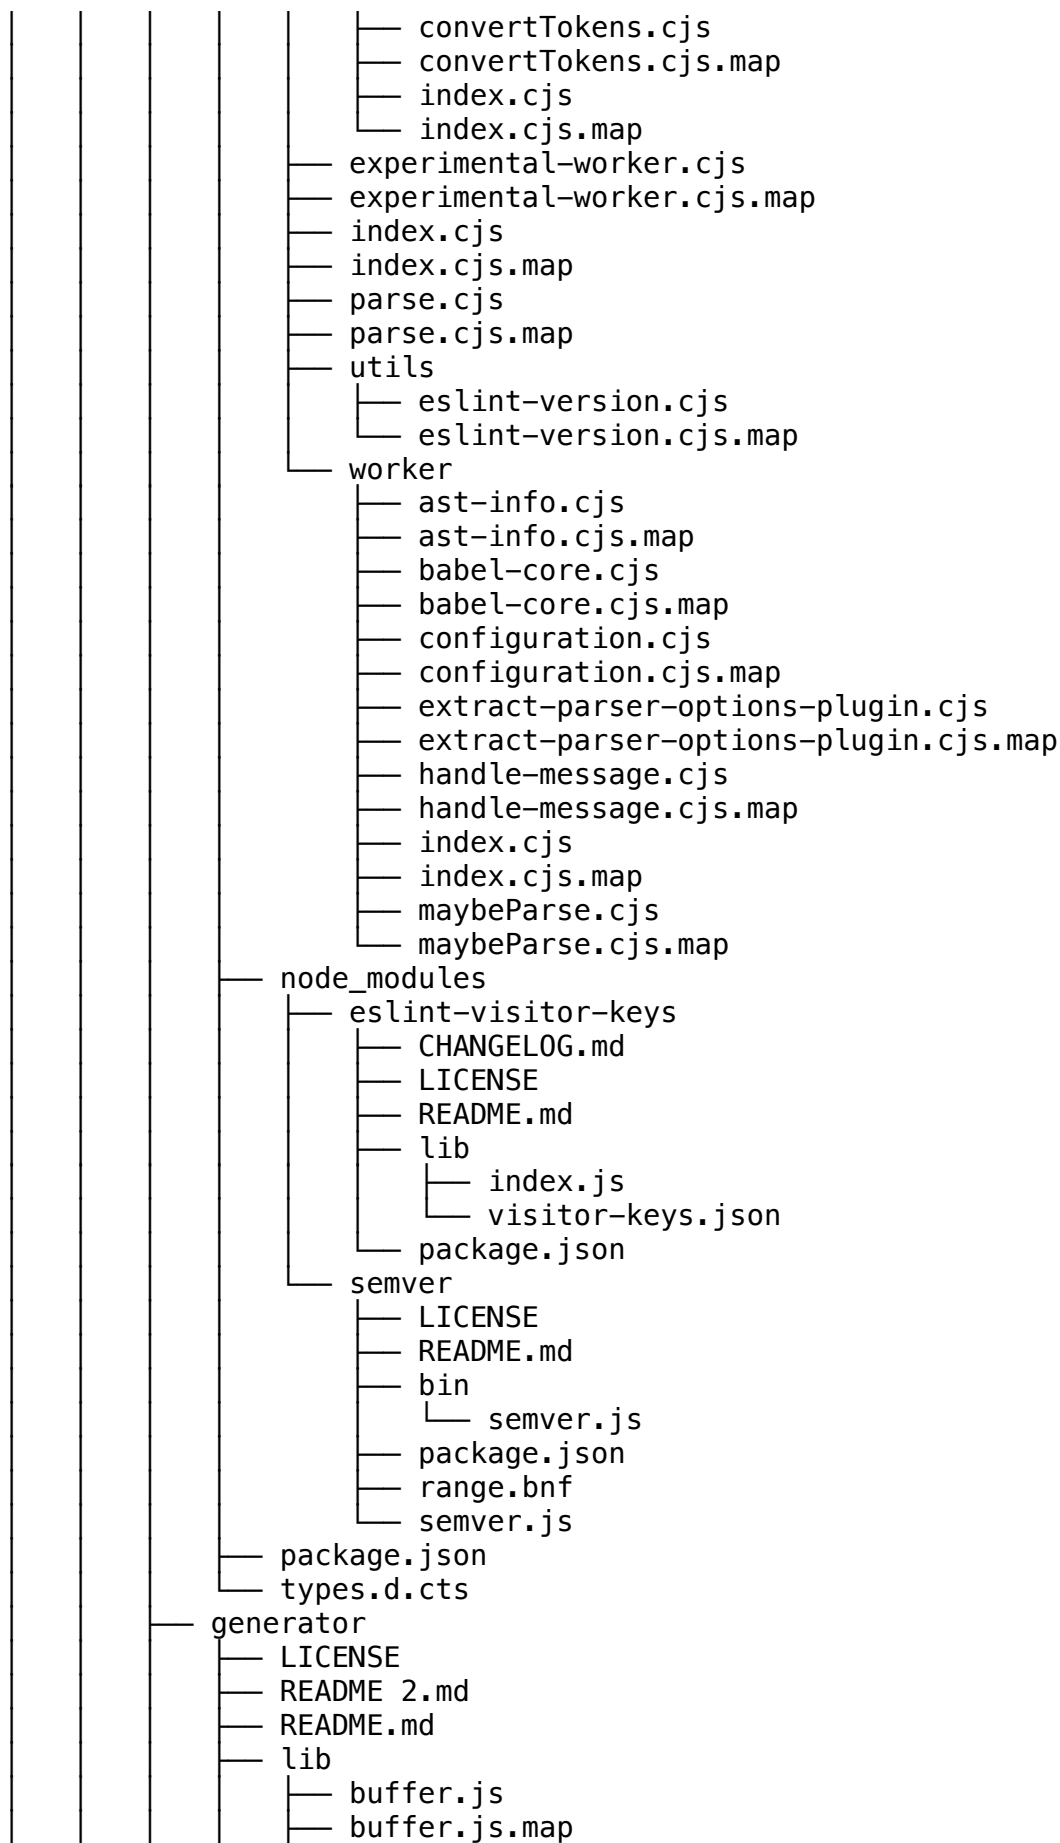 │   │   │   │   │   ├── convertTokens.cjs
│   │   │   │   │   ├── convertTokens.cjs.map
│   │   │   │   │   ├── index.cjs
│   │   │   │   │   └── index.cjs.map
│   │   │   │   ├── experimental-worker.cjs
│   │   │   │   ├── experimental-worker.cjs.map
│   │   │   │   ├── index.cjs
│   │   │   │   ├── index.cjs.map
│   │   │   │   ├── parse.cjs
│   │   │   │   ├── parse.cjs.map
│   │   │   │   ├── utils
│   │   │   │   │   ├── eslint-version.cjs
│   │   │   │   │   └── eslint-version.cjs.map
│   │   │   │   └── worker
│   │   │   │       ├── ast-info.cjs
│   │   │   │       ├── ast-info.cjs.map
│   │   │   │       ├── babel-core.cjs
│   │   │   │       ├── babel-core.cjs.map
│   │   │   │       ├── configuration.cjs
│   │   │   │       ├── configuration.cjs.map
│   │   │   │       ├── extract-parser-options-plugin.cjs
│   │   │   │       ├── extract-parser-options-plugin.cjs.map
│   │   │   │       ├── handle-message.cjs
│   │   │   │       ├── handle-message.cjs.map
│   │   │   │       ├── index.cjs
│   │   │   │       ├── index.cjs.map
│   │   │   │       ├── maybeParse.cjs
│   │   │   │       └── maybeParse.cjs.map
│   │   │   ├── node_modules
│   │   │   │   ├── eslint-visitor-keys
│   │   │   │   │   ├── CHANGELOG.md
│   │   │   │   │   ├── LICENSE
│   │   │   │   │   ├── README.md
│   │   │   │   │   ├── lib
│   │   │   │   │   │   ├── index.js
│   │   │   │   │   │   └── visitor-keys.json
│   │   │   │   │   └── package.json
│   │   │   │   └── semver
│   │   │   │       ├── LICENSE
│   │   │   │       ├── README.md
│   │   │   │       ├── bin
│   │   │   │       │   └── semver.js
│   │   │   │       ├── package.json
│   │   │   │       ├── range.bnf
│   │   │   │       └── semver.js
│   │   │   ├── package.json
│   │   │   └── types.d.cts
│   │   ├── generator
│   │   │   ├── LICENSE
│   │   │   ├── README 2.md
│   │   │   ├── README.md
│   │   │   ├── lib
│   │   │   │   ├── buffer.js
│   │   │   │   ├── buffer.js.map